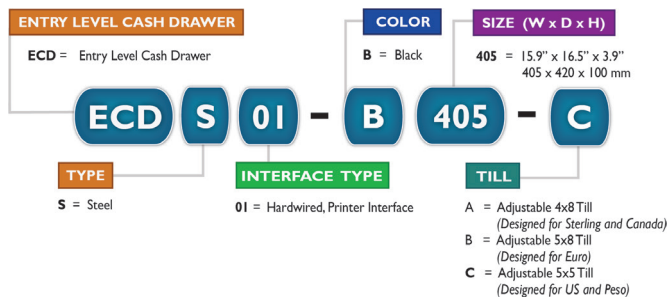 ENTRY LEVEL CASH DRAWER
ECD = Entry Level Cash Drawer
COLOR
B = Black
SIZE (W x D x H)
405 = 15.9” x 16.5” x 3.9”
405 x 420 x 100 mm
ECD S 01 - B 405 - C
TYPE
S = Steel
INTERFACE TYPE
01 = Hardwired, Printer Interface
TILL
A = Adjustable 4x8 Till
(Designed for Sterling and Canada)
B = Adjustable 5x8 Till
(Designed for Euro)
C = Adjustable 5x5 Till
(Designed for US and Peso)